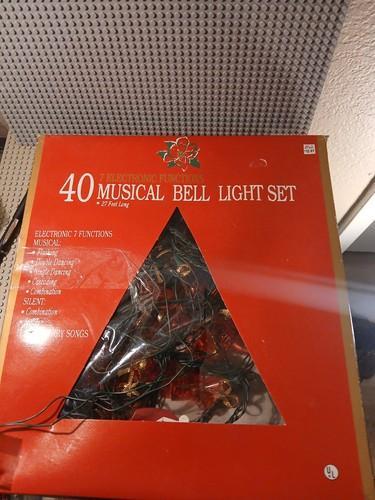 7 ELECTRONIC FUNCTIONS
40 MUSICAL BELL LIGHT SET
• 27 Feet Long
ELECTRONIC 7 FUNCTIONS
MUSICAL:
• Flashing
• Double Dancing
• Single Dancing
• Cascading
• Combination
SILENT:
• Combination
SONGS
UL